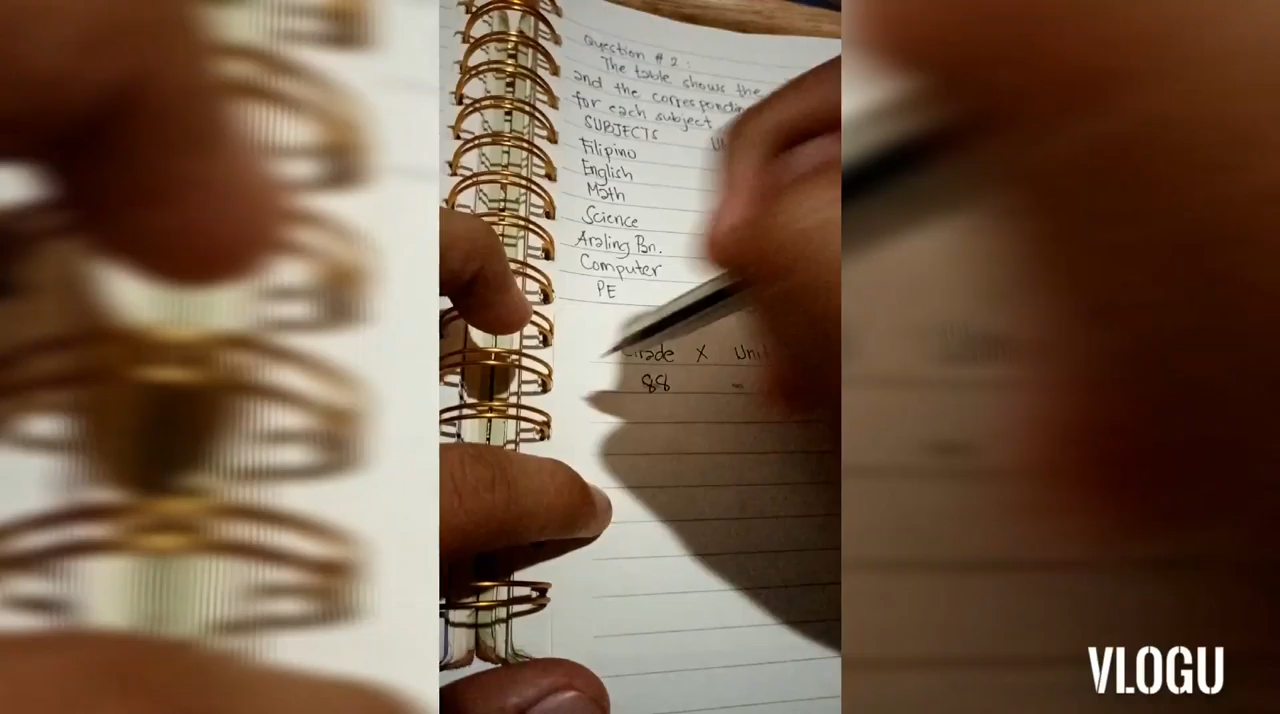 Question # 2 :
The table shows the
and the
for each subject
SUBJECTS
Filipino
English
Math
Science
Araling Pn.
Computer
PE
Grade X
88 -
VLOGU